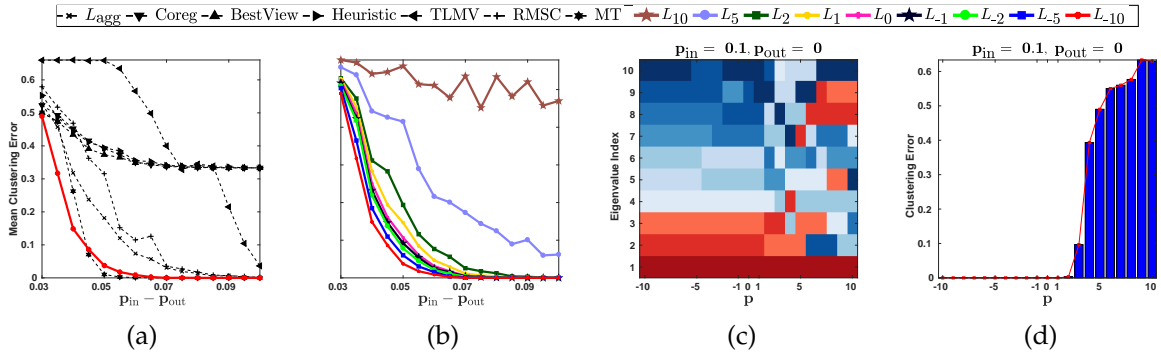 L_agg Coreg BestView Heuristic TLMV RMSC MT L_10 L_5 L_2 L_1 L_0 L_-1 L_-2 L_-5 L_-10
p_in = 0.1, p_out = 0
p_in = 0.1, p_out = 0
Mean Clustering Error
0.6
0.5
0.4
0.3
0.2
0.1
0
0.03 0.05 0.07 0.09
p_in − p_out
(a)
0.03 0.05 0.07 0.09
p_in − p_out
(b)
Eigenvalue Index
10
9
8
7
6
5
4
3
2
1
-10 -5 -2 -1 0 1 2 5 10
p
(c)
Clustering Error
0.6
0.5
0.4
0.3
0.2
0.1
0
-10 -5 -1 0 1 5 10
p
(d)